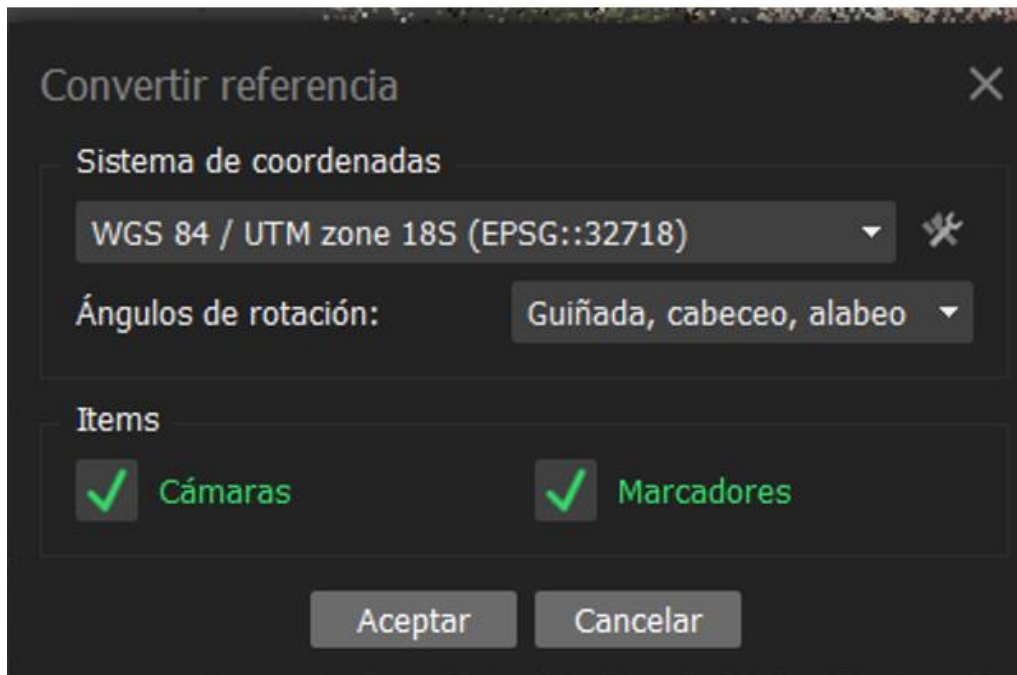 Convertir referencia
Sistema de coordenadas
WGS 84 / UTM zone 18S (EPSG::32718)
Ángulos de rotación: Guiñada, cabeceo, alabeo
Items
Cámaras Marcadores
Aceptar Cancelar